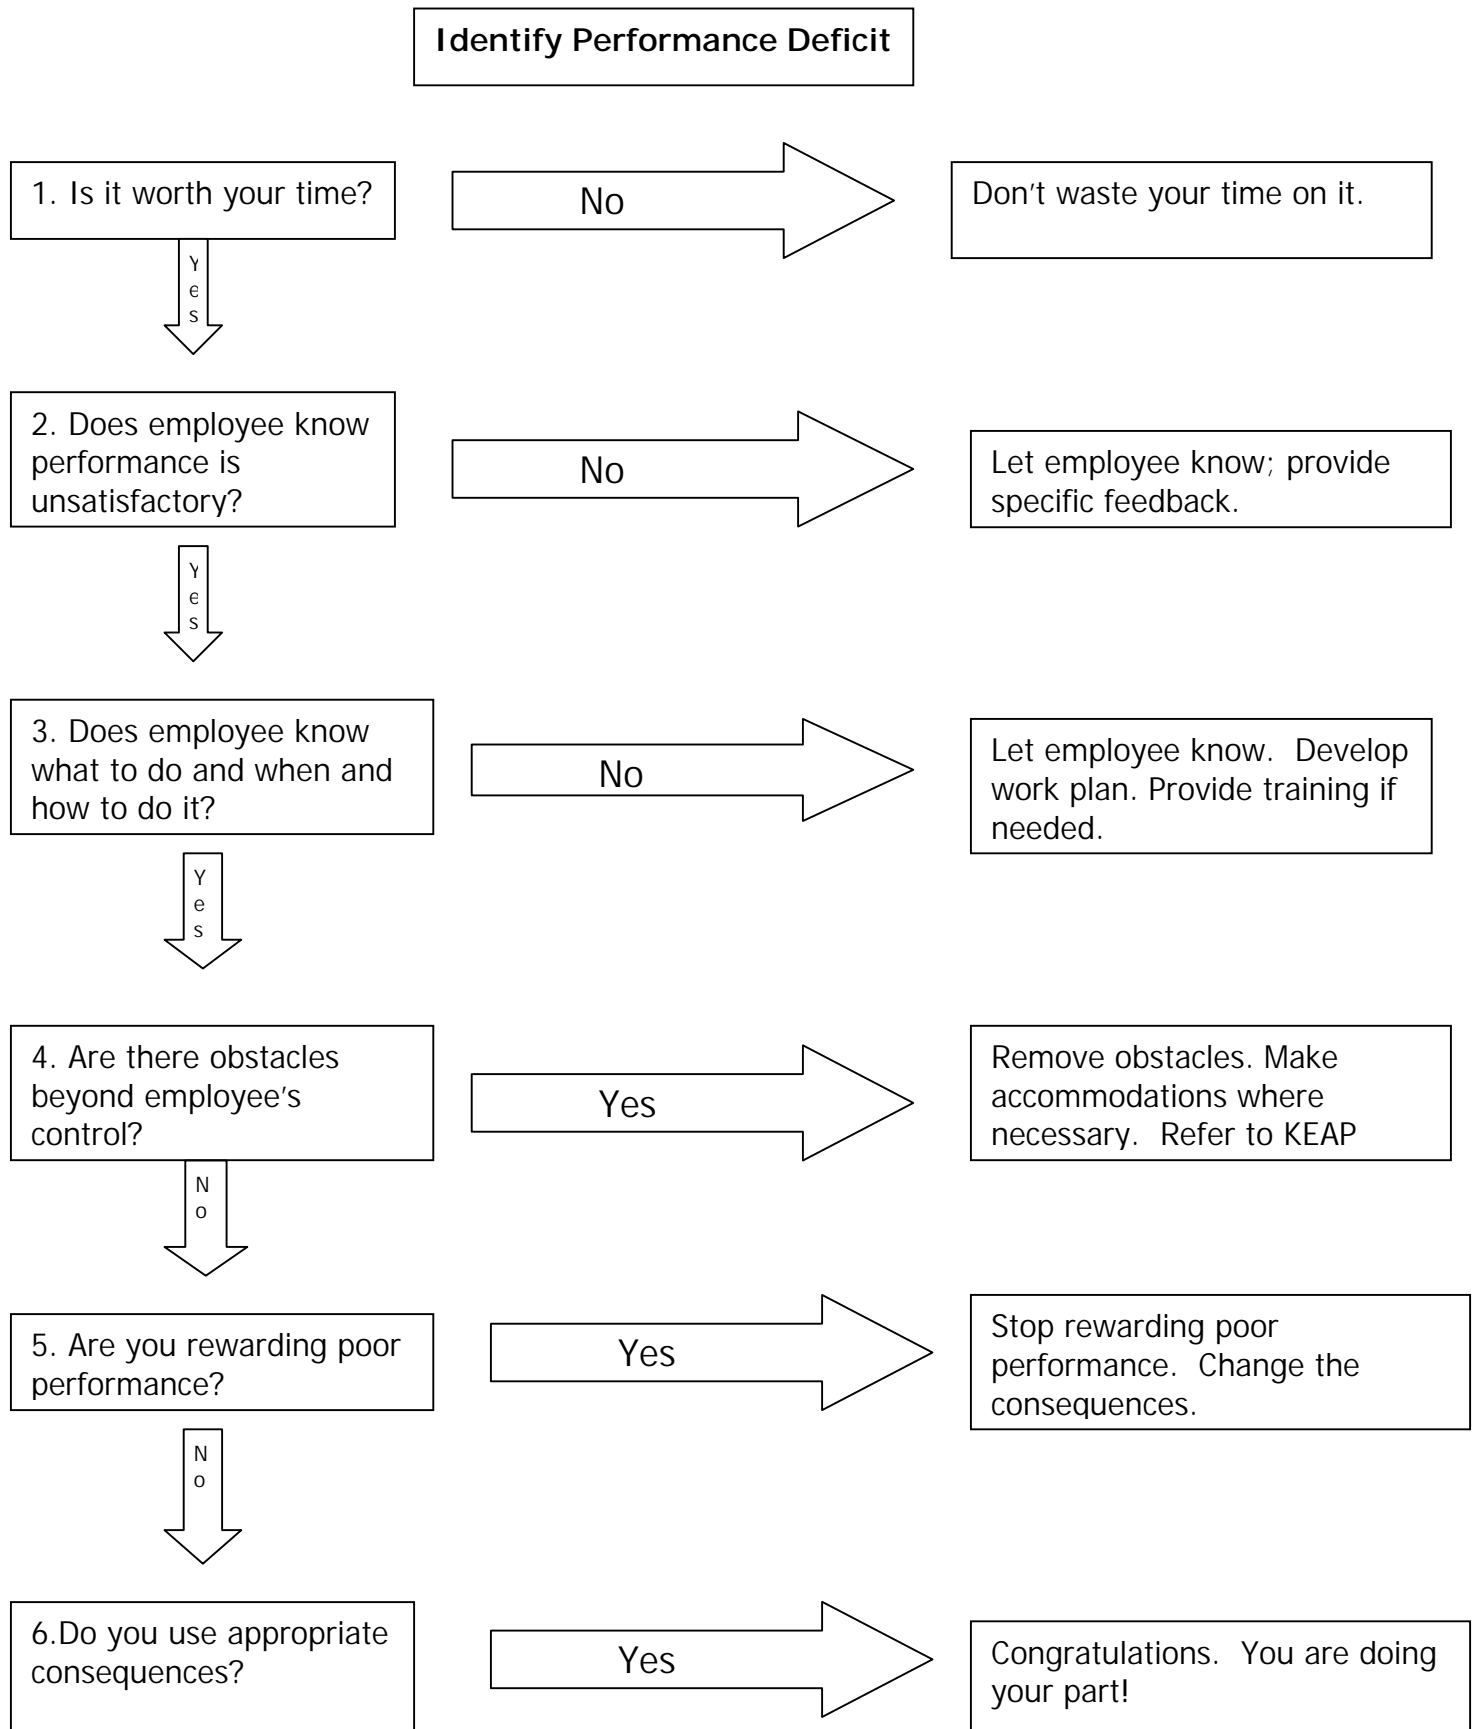 Identify Performance Deficit
1. Is it worth your time?
No
Don't waste your time on it.
Yes
2. Does employee know
performance is
unsatisfactory?
No
Let employee know; provide
specific feedback.
Yes
3. Does employee know
what to do and when and
how to do it?
No
Let employee know.  Develop
work plan. Provide training if
needed.
Yes
4. Are there obstacles
beyond employee's
control?
Yes
Remove obstacles. Make
accommodations where
necessary.  Refer to KEAP
No
5. Are you rewarding poor
performance?
Yes
Stop rewarding poor
performance.  Change the
consequences.
No
6.Do you use appropriate
consequences?
Yes
Congratulations.  You are doing
your part!